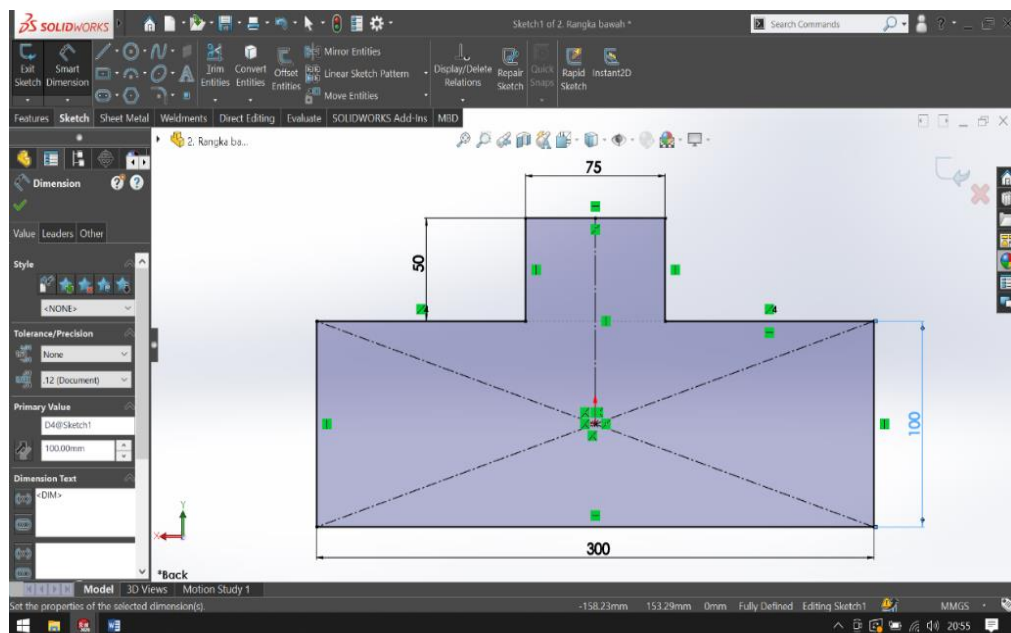 SOLIDWORKS
Sketch1 of 2. Rangka bawah *
Search Commands
Exit Sketch
Smart Dimension
Trim Entities
Convert Entities
Offset Entities
Mirror Entities
Linear Sketch Pattern
Move Entities
Display/Delete Relations
Repair Sketch
Quick Snaps
Rapid Sketch
Instant2D
Features Sketch Sheet Metal Weldments Direct Editing Evaluate SOLIDWORKS Add-Ins MBD
2. Rangka ba...
Dimension
Value Leaders Other
Style
<NONE>
Tolerance/Precision
None
.12 (Document)
Primary Value
D4@Sketch1
100.00mm
Dimension Text
<DIM>
75
50
4
4
100
300
Y
X
*Back
Model 3D Views Motion Study 1
Set the properties of the selected dimension(s).
-158.23mm 153.29mm 0mm Fully Defined Editing Sketch1 MMGS
20:55